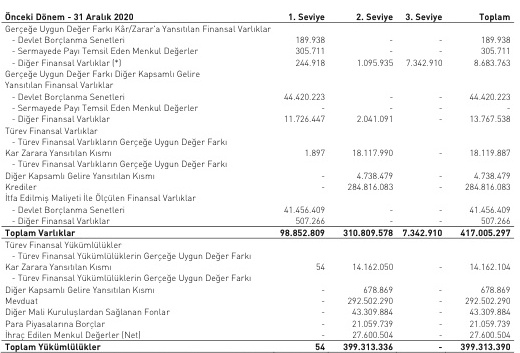 Önceki Dönem - 31 Aralık 2020 1. Seviye 2. Seviye 3. Seviye Toplam
Gerçeğe Uygun Değer Farkı Kâr/Zarar'a Yansıtılan Finansal Varlıklar
- Devlet Borçlanma Senetleri 189.938 - - 189.938
- Sermayede Payı Temsil Eden Menkul Değerler 305.711 - - 305.711
- Diğer Finansal Varlıklar (*) 244.918 1.095.935 7.342.910 8.683.763
Gerçeğe Uygun Değer Farkı Diğer Kapsamlı Gelire
Yansıtılan Finansal Varlıklar
- Devlet Borçlanma Senetleri 44.420.223 - - 44.420.223
- Sermayede Payı Temsil Eden Menkul Değerler - - - -
- Diğer Finansal Varlıklar 11.726.447 2.041.091 - 13.767.538
Türev Finansal Varlıklar
- Türev Finansal Varlıkların Gerçeğe Uygun Değer Farkı
Kar Zarara Yansıtılan Kısmı 1.897 18.117.990 - 18.119.887
- Türev Finansal Varlıkların Gerçeğe Uygun Değer Farkı
Diğer Kapsamlı Gelire Yansıtılan Kısmı - 4.738.479 - 4.738.479
Krediler - 284.816.083 - 284.816.083
İtfa Edilmiş Maliyeti İle Ölçülen Finansal Varlıklar
- Devlet Borçlanma Senetleri 41.456.409 - - 41.456.409
- Diğer Finansal Varlıklar 507.266 - - 507.266
Toplam Varlıklar 98.852.809 310.809.578 7.342.910 417.005.297
Türev Finansal Yükümlülükler
- Türev Finansal Yükümlülüklerin Gerçeğe Uygun Değer Farkı
Kar Zarara Yansıtılan Kısmı 54 14.162.050 - 14.162.104
- Türev Finansal Yükümlülüklerin Gerçeğe Uygun Değer Farkı
Diğer Kapsamlı Gelire Yansıtılan Kısmı - 678.869 - 678.869
Mevduat - 292.502.290 - 292.502.290
Diğer Mali Kuruluşlardan Sağlanan Fonlar - 43.309.884 - 43.309.884
Para Piyasalarına Borçlar - 21.059.739 - 21.059.739
İhraç Edilen Menkul Değerler (Net) - 27.600.504 - 27.600.504
Toplam Yükümlülükler 54 399.313.336 - 399.313.390